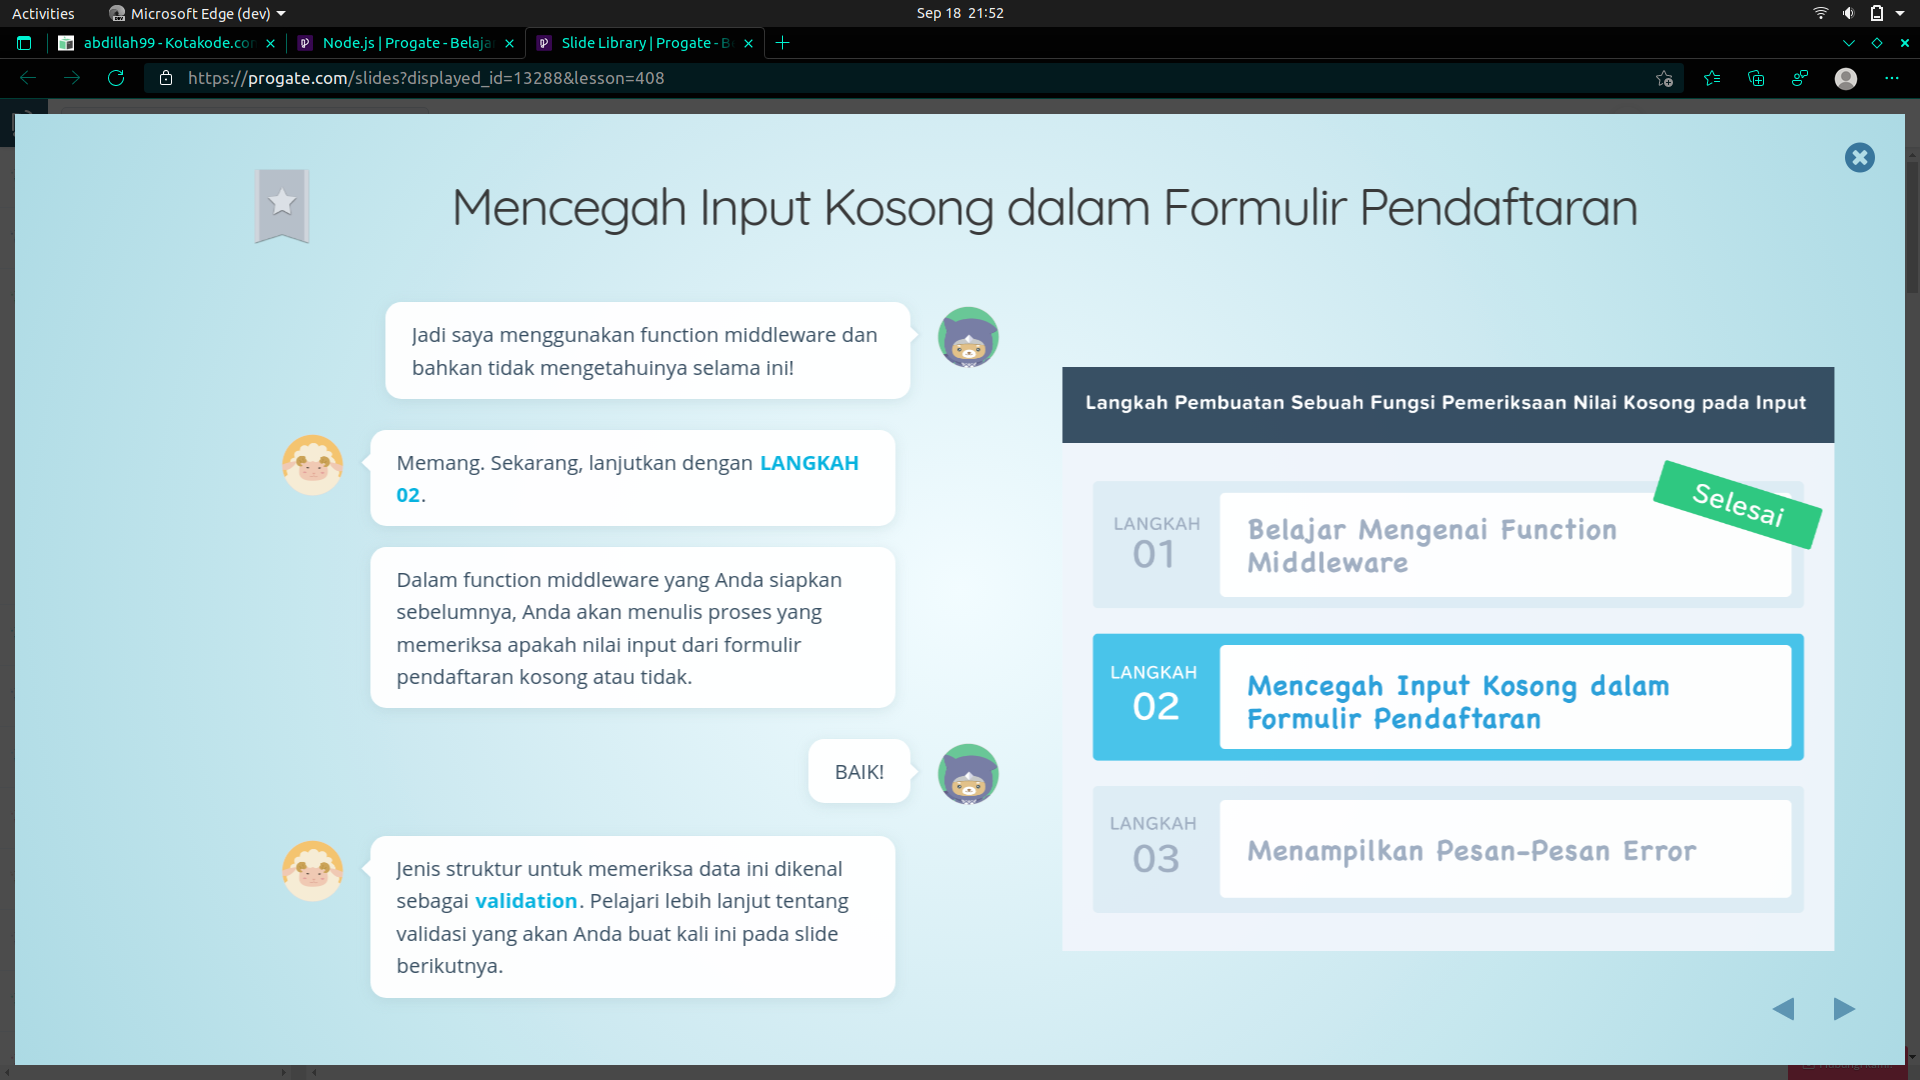 Activities
Microsoft Edge (dev)
Sep 18 21:52
abdillah99 - Kotakode.com
Node.js | Progate - Belaja
Slide Library | Progate - B
https://progate.com/slides?displayed_id=13288&lesson=408
Mencegah Input Kosong dalam Formulir Pendaftaran
Jadi saya menggunakan function middleware dan
bahkan tidak mengetahuinya selama ini!
Memang. Sekarang, lanjutkan dengan LANGKAH
02.
Dalam function middleware yang Anda siapkan
sebelumnya, Anda akan menulis proses yang
memeriksa apakah nilai input dari formulir
pendaftaran kosong atau tidak.
BAIK!
Jenis struktur untuk memeriksa data ini dikenal
sebagai validation. Pelajari lebih lanjut tentang
validasi yang akan Anda buat kali ini pada slide
berikutnya.
Langkah Pembuatan Sebuah Fungsi Pemeriksaan Nilai Kosong pada Input
Selesai
LANGKAH
01
Belajar Mengenai Function
Middleware
LANGKAH
02
Mencegah Input Kosong dalam
Formulir Pendaftaran
LANGKAH
03
Menampilkan Pesan-Pesan Error